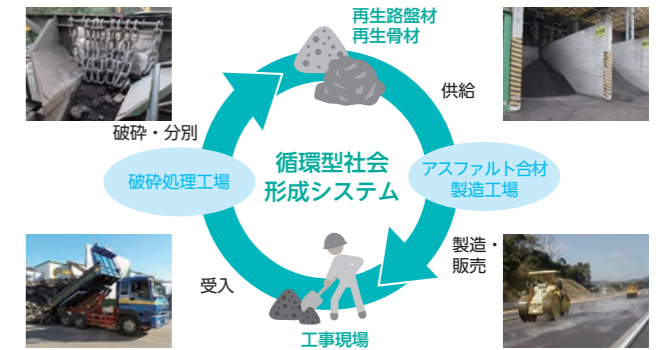 再生路盤材
再生骨材
供給
破砕・分別
破砕処理工場
循環型社会
形成システム
アスファルト合材
製造工場
製造・
販売
受入
工事現場